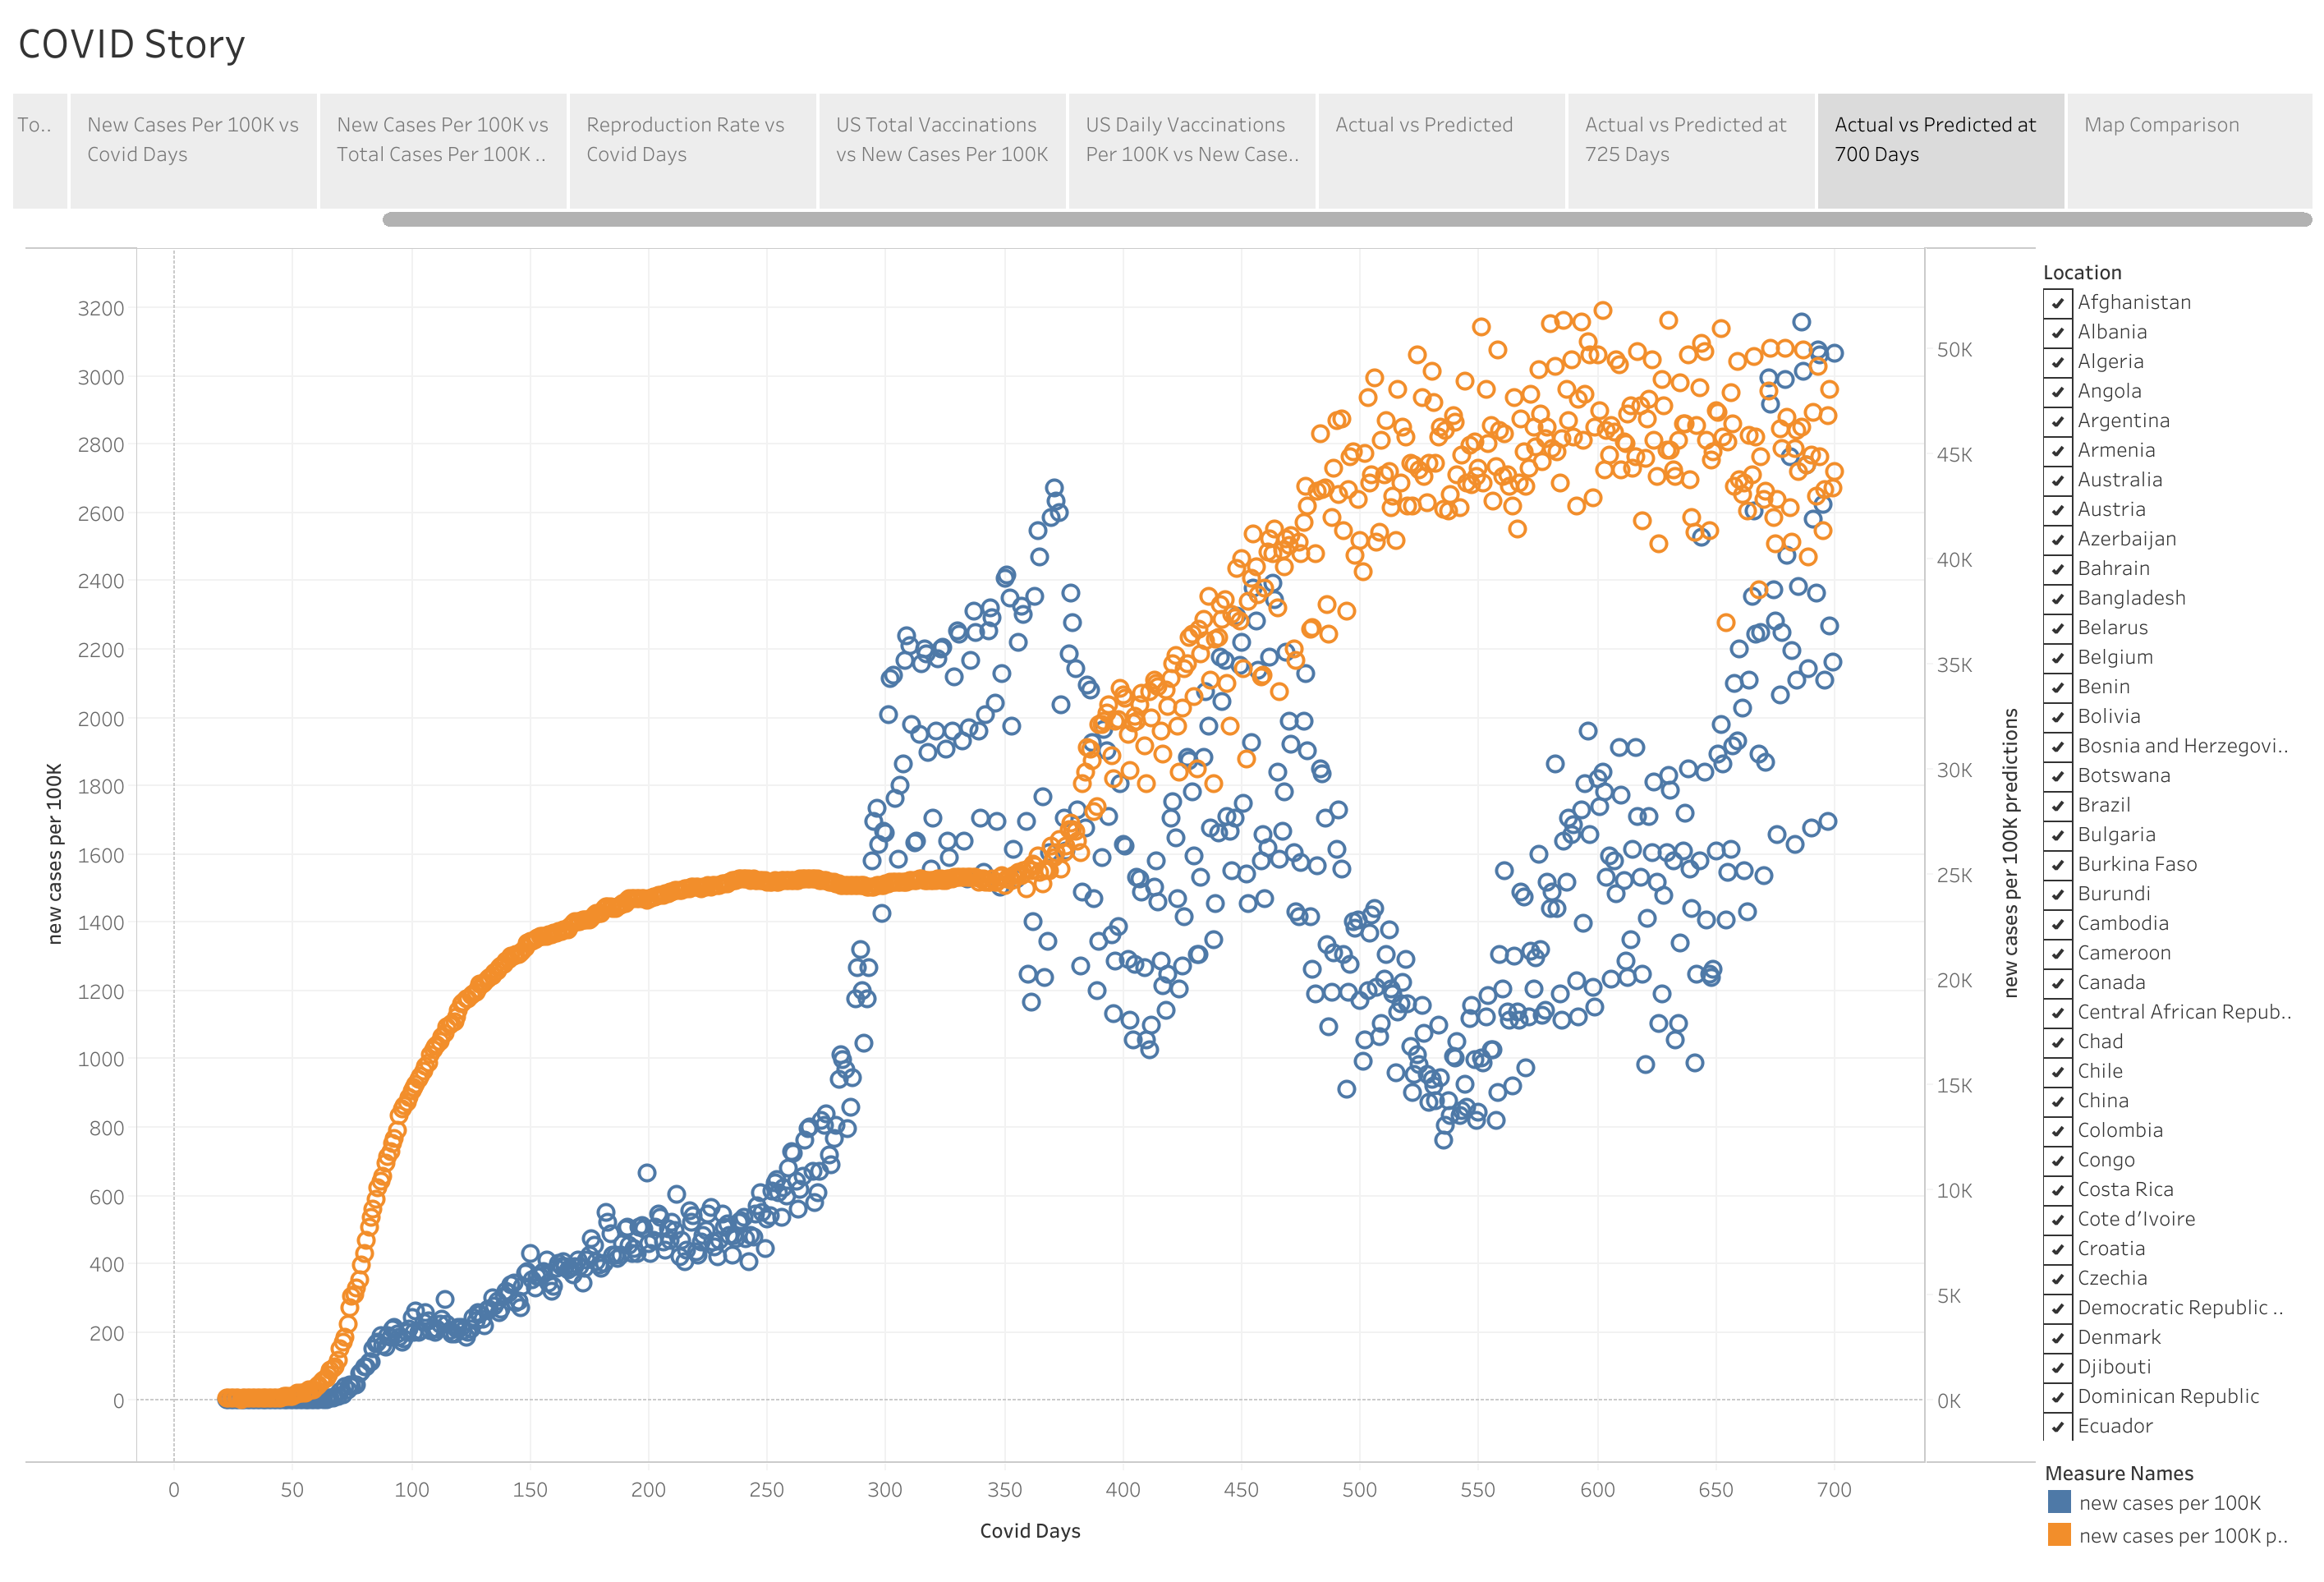 COVID Story
To..
New Cases Per 100K vs
Covid Days
New Cases Per 100K vs
Total Cases Per 100K ..
Reproduction Rate vs
Covid Days
US Total Vaccinations
vs New Cases Per 100K
US Daily Vaccinations
Per 100K vs New Case..
Actual vs Predicted
Actual vs Predicted at
725 Days
Actual vs Predicted at
700 Days
Map Comparison
new cases per 100K
3200
3000
2800
2600
2400
2200
2000
1800
1600
1400
1200
1000
800
600
400
200
0
0
50
100
150
200
250
300
350
400
450
500
550
600
650
700
Covid Days
50K
45K
40K
35K
30K
25K
20K
15K
10K
5K
0K
new cases per 100K predictions
Location
Afghanistan
Albania
Algeria
Angola
Argentina
Armenia
Australia
Austria
Azerbaijan
Bahrain
Bangladesh
Belarus
Belgium
Benin
Bolivia
Bosnia and Herzegovi..
Botswana
Brazil
Bulgaria
Burkina Faso
Burundi
Cambodia
Cameroon
Canada
Central African Repub..
Chad
Chile
China
Colombia
Congo
Costa Rica
Cote d’Ivoire
Croatia
Czechia
Democratic Republic ..
Denmark
Djibouti
Dominican Republic
Ecuador
Measure Names
new cases per 100K
new cases per 100K p..